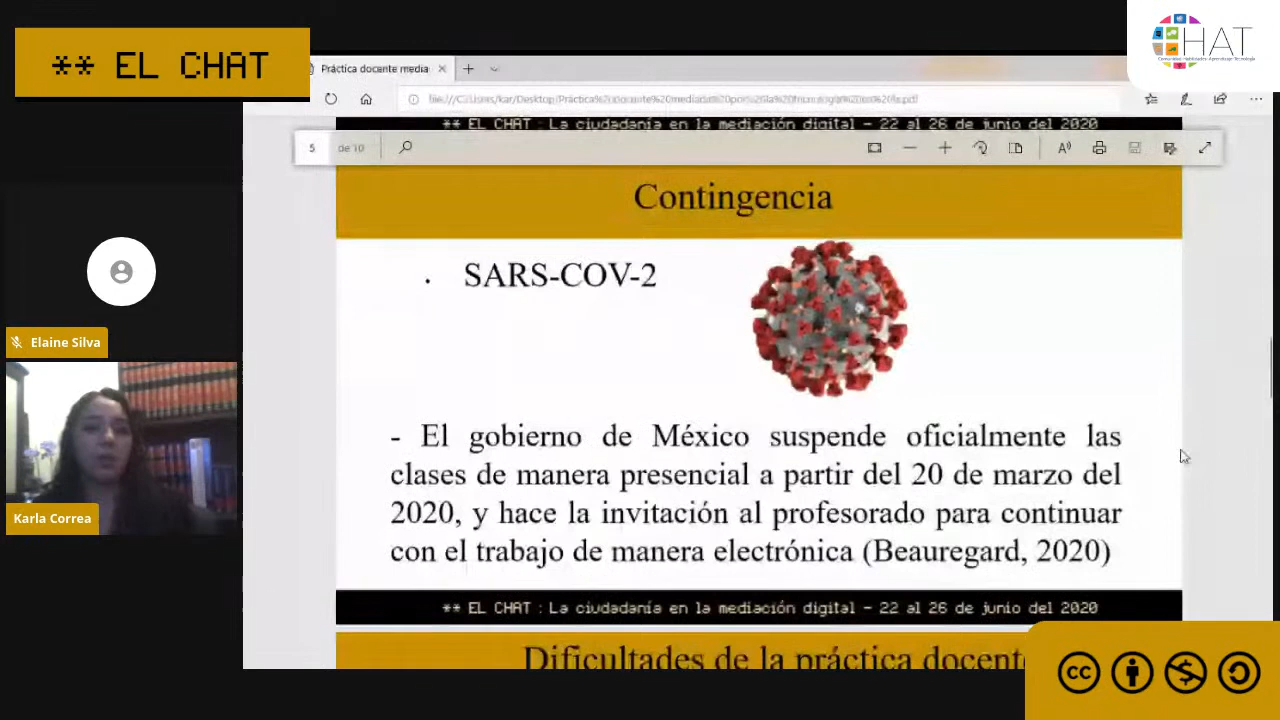 ** EL CHAT
CHAT
Práctica docente media
5 de 10
** EL CHAT : La ciudadanía en la mediación digital - 22 al 26 de junio del 2020
Contingencia
. SARS-COV-2
- El gobierno de México suspende oficialmente las
clases de manera presencial a partir del 20 de marzo del
2020, y hace la invitación al profesorado para continuar
con el trabajo de manera electrónica (Beauregard, 2020)
** EL CHAT : La ciudadanía en la mediación digital - 22 al 26 de junio del 2020
Dificultades de la práctica docent
Elaine Silva
Karla Correa
cc